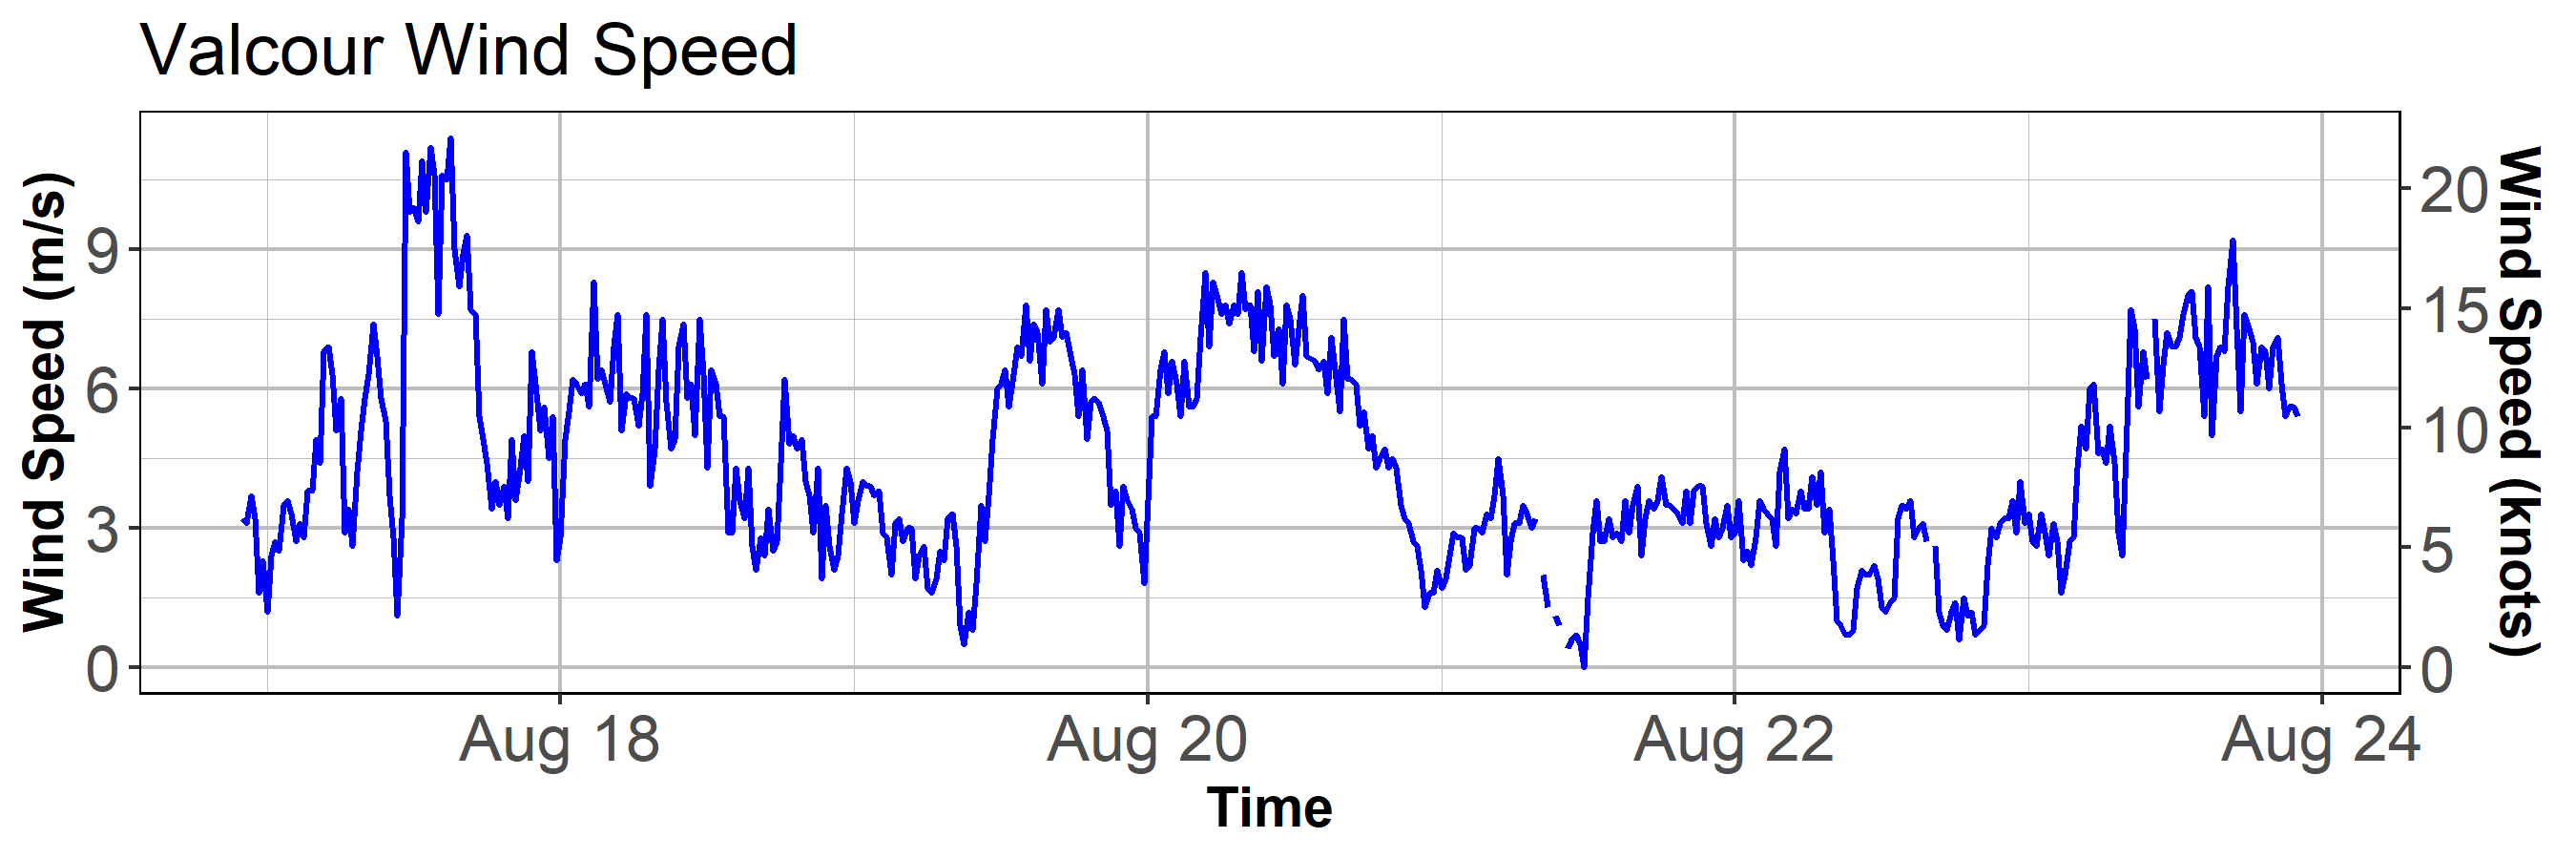 Valcour Wind Speed
Wind Speed (m/s)
9
6
3
0
20
15
10
5
0
Wind Speed (knots)
Aug 18
Aug 20
Aug 22
Aug 24
Time